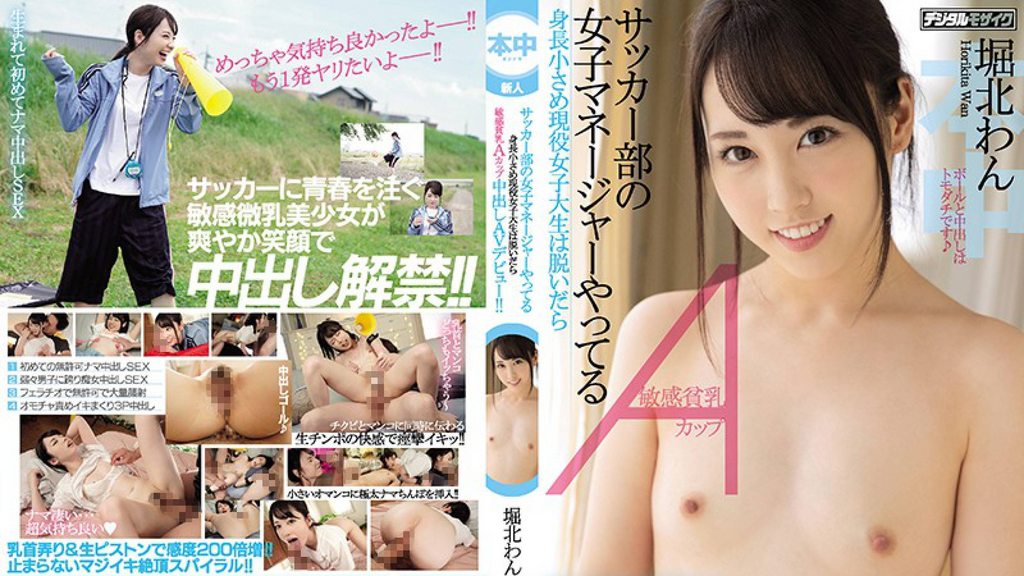 生まれて初めてナマ中出しSEX
めっちゃ気持ち良かったよ――!!
もう1発ヤりたいよ――!!
サッカーに青春を注ぐ
敏感微乳美少女が
爽やか笑顔で
中出し解禁!!
1 初めての無許可ナマ中出しSEX
3 フェラチオで無許可で大量顔射
4 オモチャ責めイキまくり3P中出し
中出しゴール♪
チクビとマンコに同時に伝わる
生チンポの快感で痙攣イキッ!!
小さいオマンコに極太ナマちんぽを挿入!!
ナマ凄い…
超気持ち良い♥
乳首弄り&生ピストンで感度200倍増!!
止まらないマジイキ絶頂スパイラル!!
本中
新人
サッカー部の女子マネージャーやってる
身長小さめ現役女子大生は脱いだら
敏感貧乳Aカップ中出しAVデビュー!!
堀北わん
サッカー部の
女子マネージャーやってる
身長小さめ現役女子大生は脱いだら
A
敏感貧乳
カップ
デジタルモザイク
本中
堀北わん
Horikita Wan
ボールと中出しは
トモダチです♪